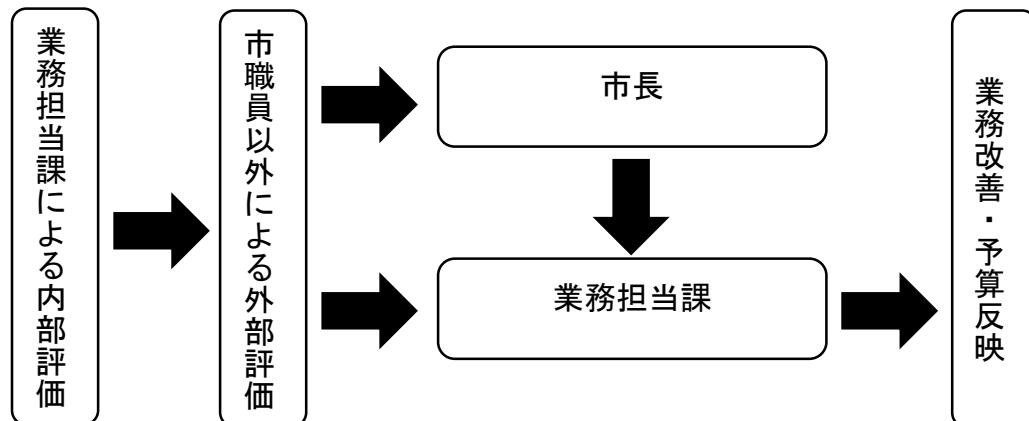 業務担当課による内部評価
市職員以外による外部評価
市長
業務担当課
業務改善・予算反映